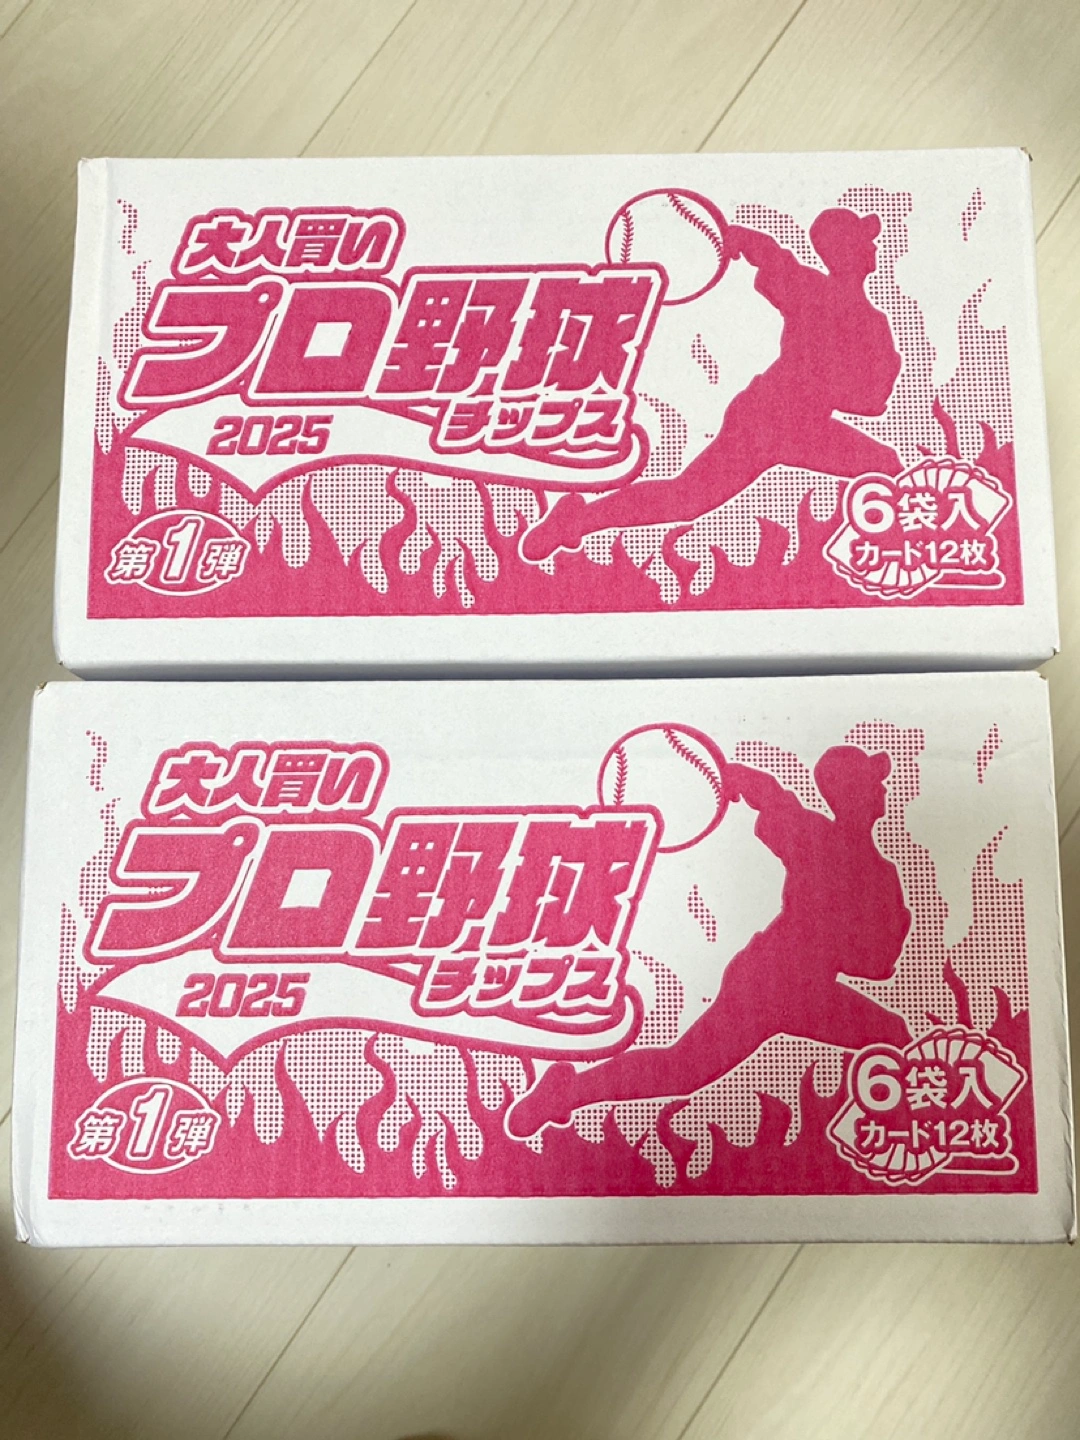 大人買い
プロ野球
チップス
2025
第1弾
6袋入
カード12枚
大人買い
プロ野球
チップス
2025
第1弾
6袋入
カード12枚